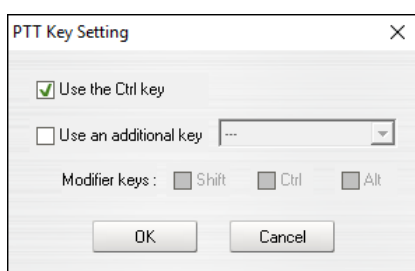 PTT Key Setting
Use the Ctrl key
Use an additional key ---
Modifier keys : Shift Ctrl Alt
OK Cancel